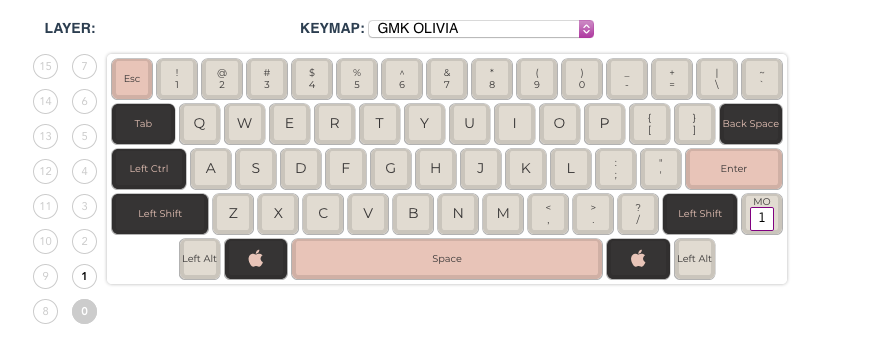 LAYER: KEYMAP: GMK OLIVIA
15 7
14 6
13 5
12 4
11 3
10 2
9 1
8 0
Esc ! @ # $ % ^ & * ( ) _ + | ~
1 2 3 4 5 6 7 8 9 0 - = \ `
Tab Q W E R T Y U I O P { } Back Space
[ ]
Left Ctrl A S D F G H J K L : " Enter
; '
Left Shift Z X C V B N M < > ? Left Shift MO
, . / 1
Left Alt Space Left Alt